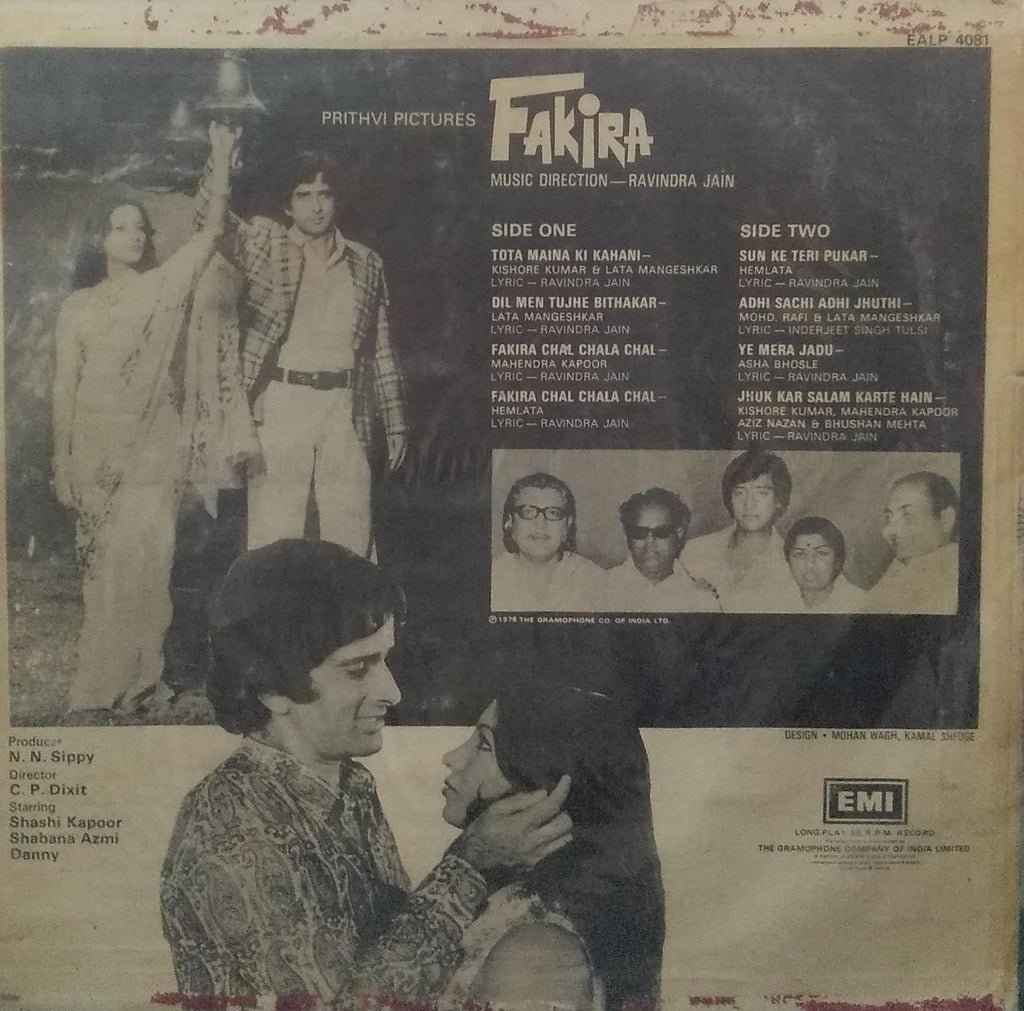 EALP 4081
PRITHVI PICTURES
FAKiRA
MUSIC DIRECTION—RAVINDRA JAIN
SIDE ONE
TOTA MAINA KI KAHANI—
KISHORE KUMAR & LATA MANGESHKAR
LYRIC — RAVINDRA JAIN
DIL MEN TUJHE BITHAKAR—
LATA MANGESHKAR
LYRIC — RAVINDRA JAIN
FAKIRA CHAL CHALA CHAL—
MAHENDRA KAPOOR
LYRIC — RAVINDRA JAIN
FAKIRA CHAL CHALA CHAL—
HEMLATA
LYRIC — RAVINDRA JAIN
SIDE TWO
SUN KE TERI PUKAR—
HEMLATA
LYRIC — RAVINDRA JAIN
ADHI SACHI ADHI JHUTHI—
MOHD. RAFI & LATA MANGESHKAR
LYRIC — INDERJEET SINGH TULSI
YE MERA JADU—
ASHA BHOSLE
LYRIC — RAVINDRA JAIN
JHUK KAR SALAM KARTE HAIN—
KISHORE KUMAR, MAHENDRA KAPOOR
AZIZ NAZAN & BHUSHAN MEHTA
LYRIC — RAVINDRA JAIN
℗ 1976 THE GRAMOPHONE CO. OF INDIA LTD.
DESIGN • MOHAN WAGH, KAMAL SHEDGE
Producer
N. N. Sippy
Director
C. P. Dixit
Starring
Shashi Kapoor
Shabana Azmi
Danny
EMI
LONG PLAY R.P.M. RECORD
THE GRAMOPHONE COMPANY OF INDIA LIMITED